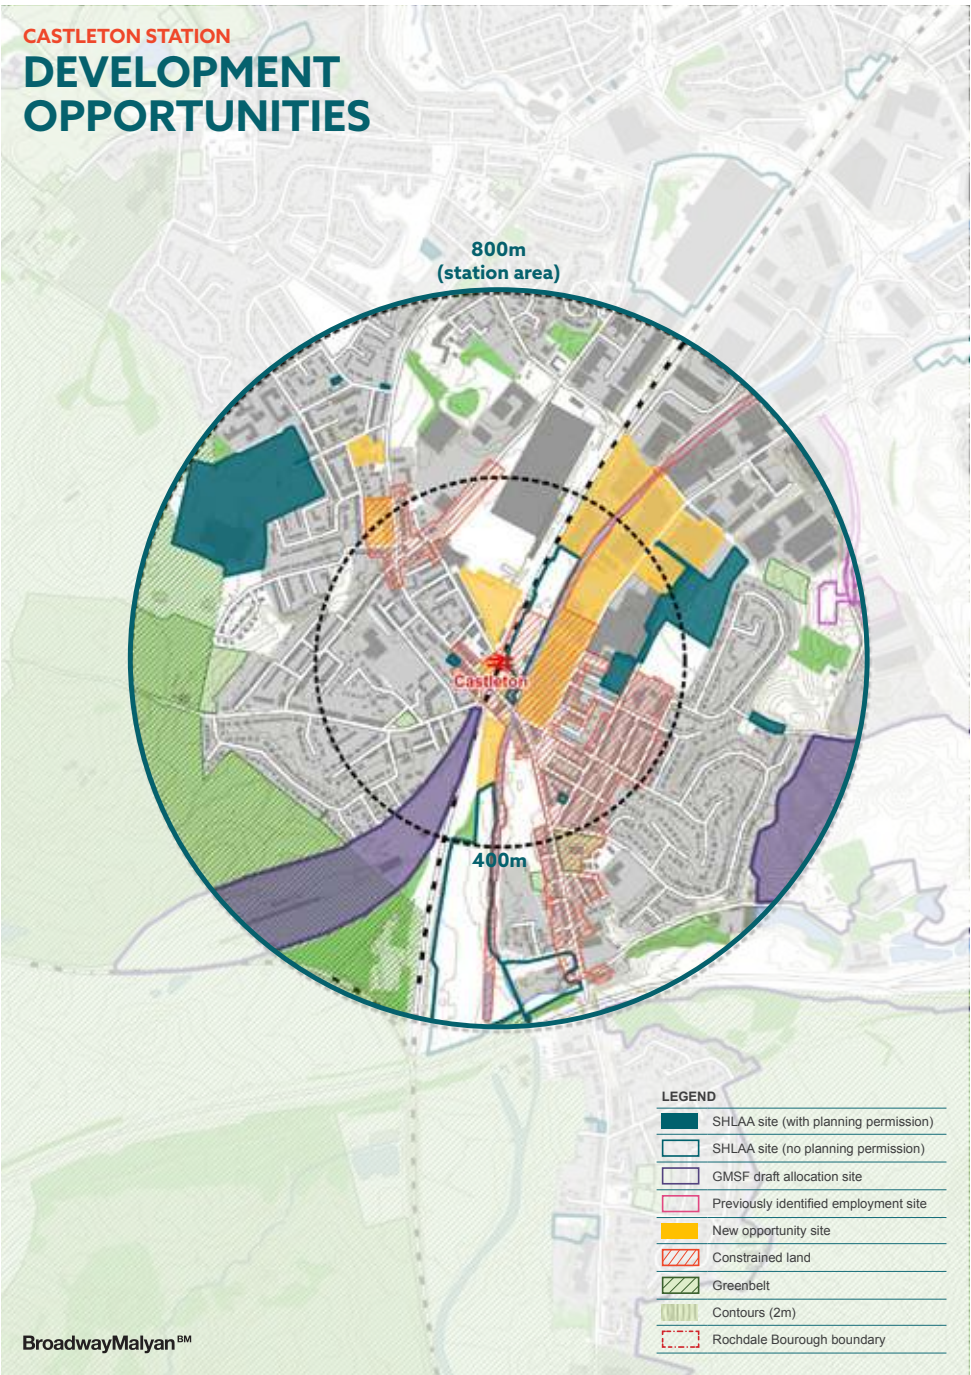 CASTLETON STATION
DEVELOPMENT
OPPORTUNITIES
800m
(station area)
Castleton
400m
LEGEND
SHLAA site (with planning permission)
SHLAA site (no planning permission)
GMSF draft allocation site
Previously identified employment site
New opportunity site
Constrained land
Greenbelt
Contours (2m)
Rochdale Bourough boundary
BroadwayMalyan BM